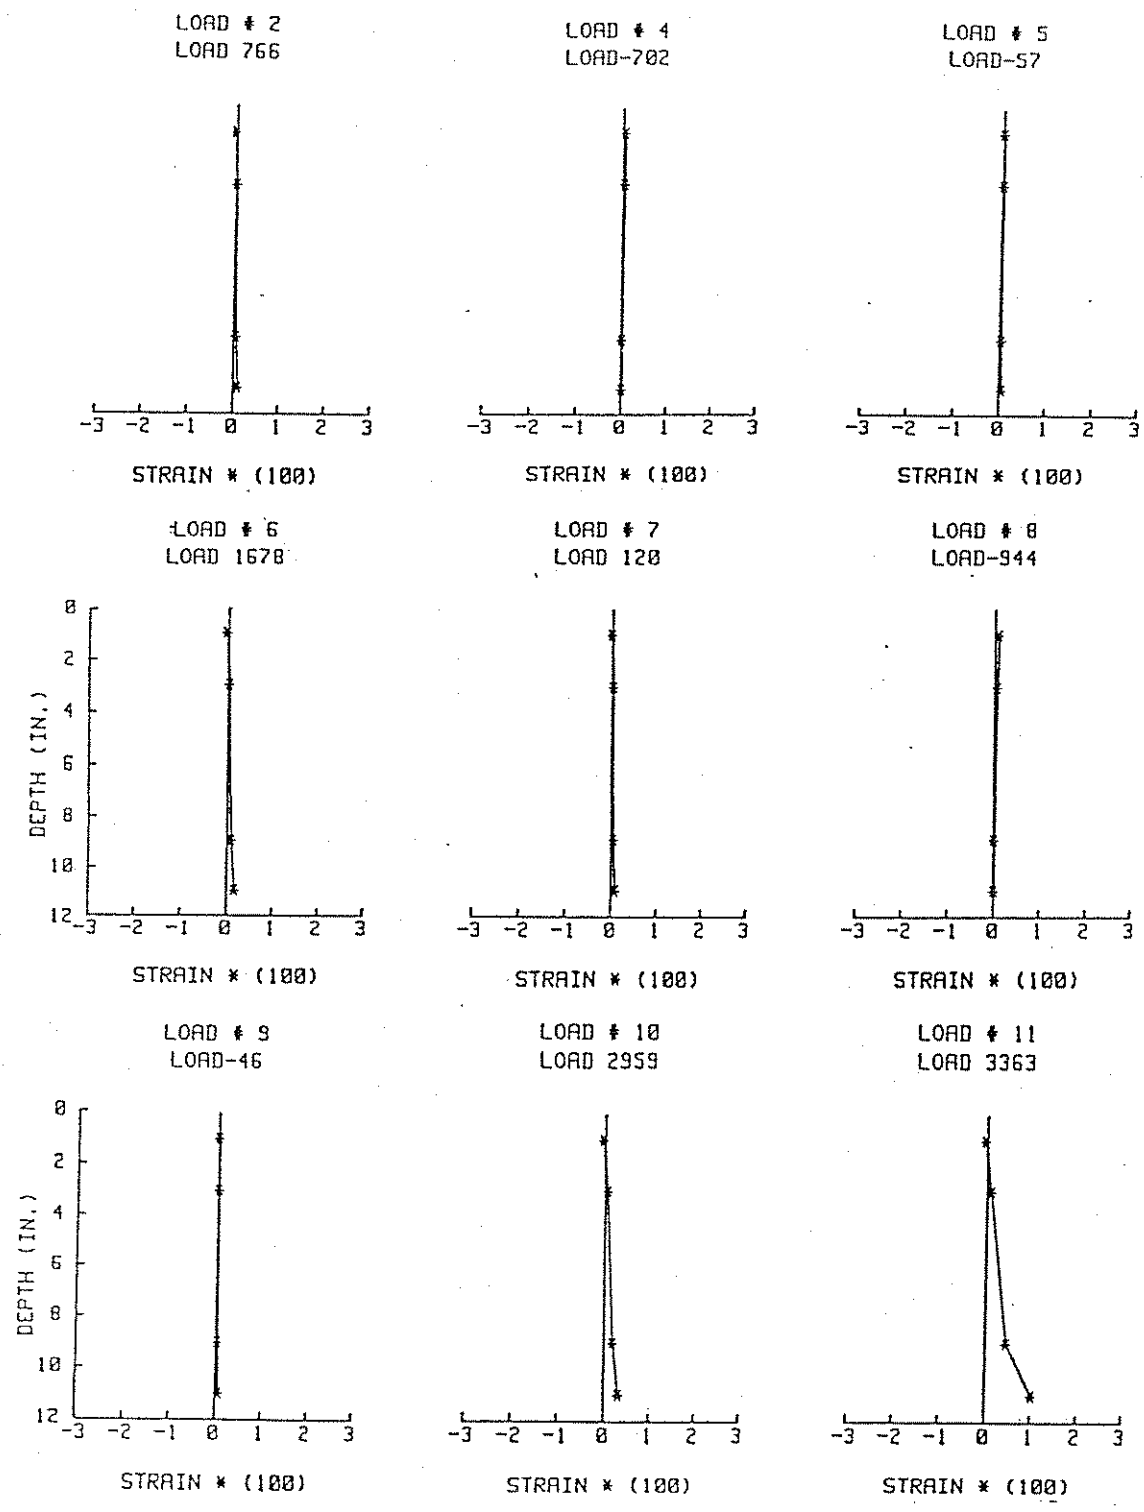 LOAD # 2
LOAD 766
-3 -2 -1 0 1 2 3
STRAIN * (100)
LOAD # 4
LOAD-702
-3 -2 -1 0 1 2 3
STRAIN * (100)
LOAD # 5
LOAD-57
-3 -2 -1 0 1 2 3
STRAIN * (100)
LOAD # 6
LOAD 1678
DEPTH (IN.)
0
2
4
6
8
10
12
-3 -2 -1 0 1 2 3
STRAIN * (100)
LOAD # 7
LOAD 120
-3 -2 -1 0 1 2 3
STRAIN * (100)
LOAD # 8
LOAD-944
-3 -2 -1 0 1 2 3
STRAIN * (100)
LOAD # 9
LOAD-46
DEPTH (IN.)
0
2
4
6
8
10
12
-3 -2 -1 0 1 2 3
STRAIN * (100)
LOAD # 10
LOAD 2959
-3 -2 -1 0 1 2 3
STRAIN * (100)
LOAD # 11
LOAD 3363
-3 -2 -1 0 1 2 3
STRAIN * (100)